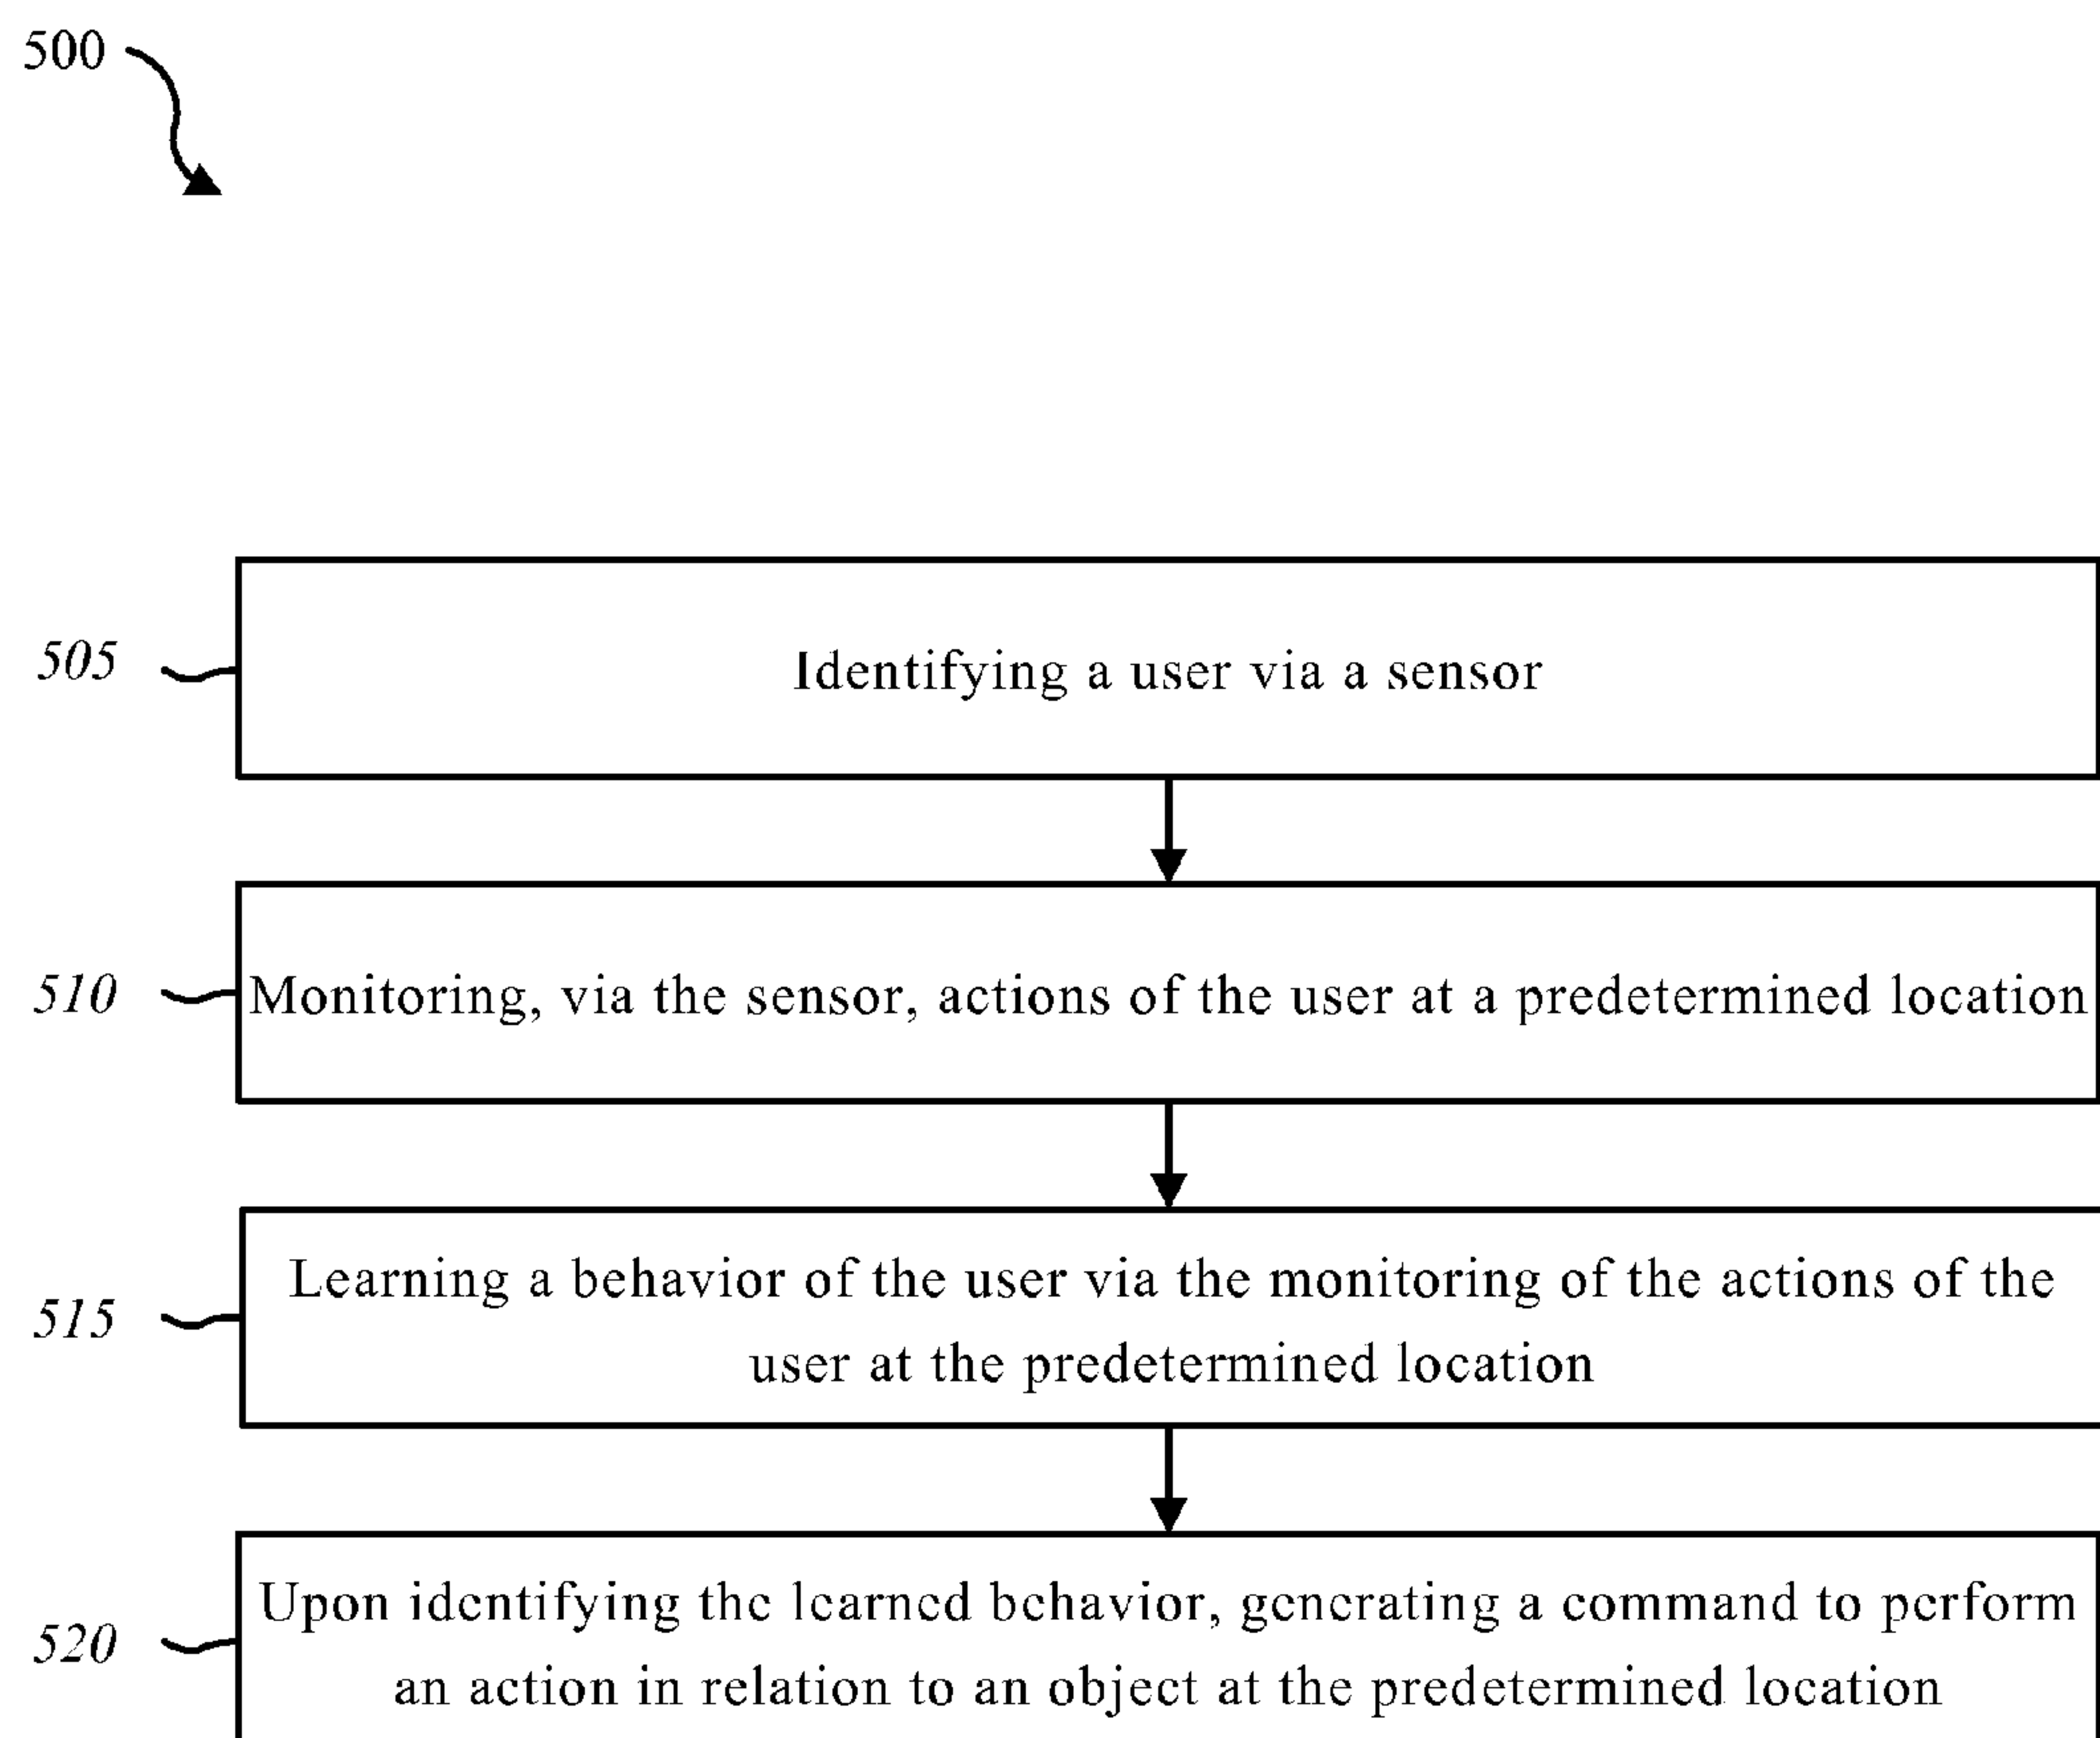 500
505
Identifying a user via a sensor
510
Monitoring, via the sensor, actions of the user at a predetermined location
515
Learning a behavior of the user via the monitoring of the actions of the
user at the predetermined location
520
Upon identifying the learned behavior, generating a command to perform
an action in relation to an object at the predetermined location